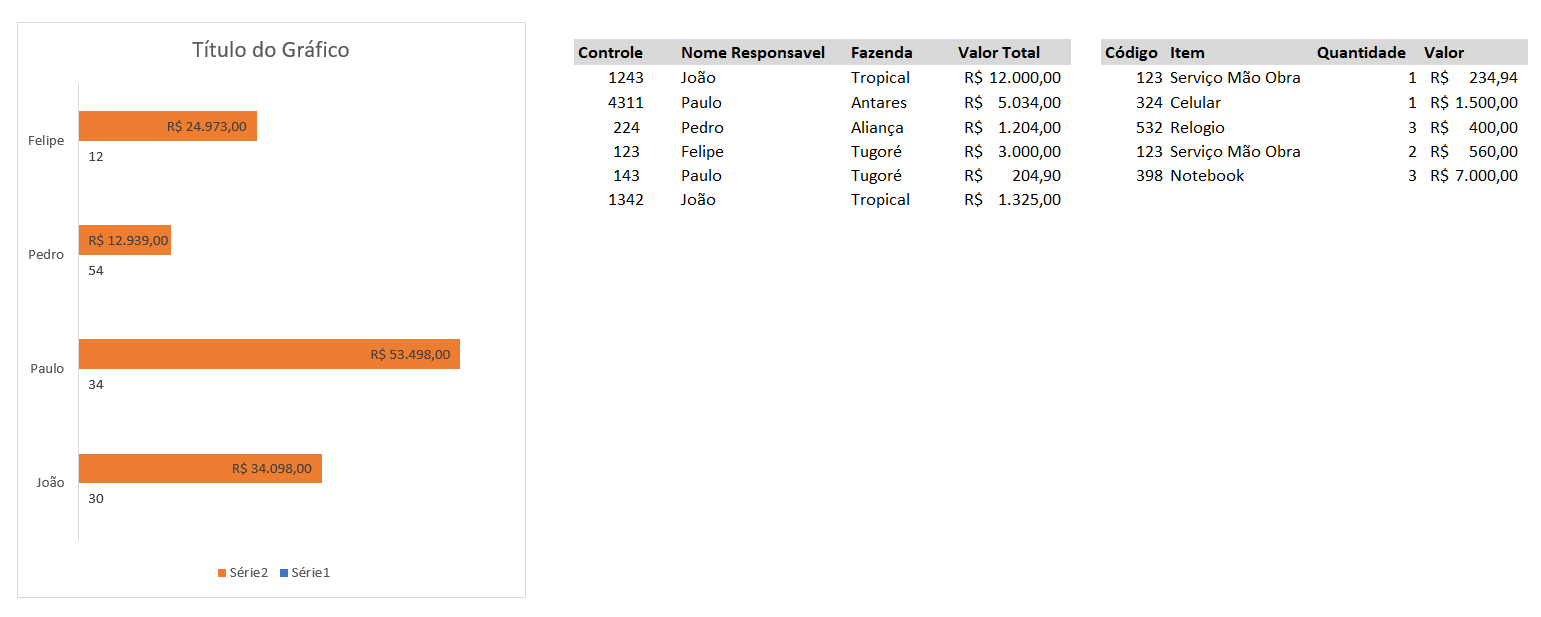 Título do Gráfico
Felipe
R$ 24.973,00
12
Pedro
R$ 12.939,00
54
Paulo
R$ 53.498,00
34
João
R$ 34.098,00
30
Série2 Série1
Controle Nome Responsavel Fazenda Valor Total
1243 João Tropical R$ 12.000,00
4311 Paulo Antares R$ 5.034,00
224 Pedro Aliança R$ 1.204,00
123 Felipe Tugoré R$ 3.000,00
143 Paulo Tugoré R$ 204,90
1342 João Tropical R$ 1.325,00
Código Item Quantidade Valor
123 Serviço Mão Obra 1 R$ 234,94
324 Celular 1 R$ 1.500,00
532 Relogio 3 R$ 400,00
123 Serviço Mão Obra 2 R$ 560,00
398 Notebook 3 R$ 7.000,00